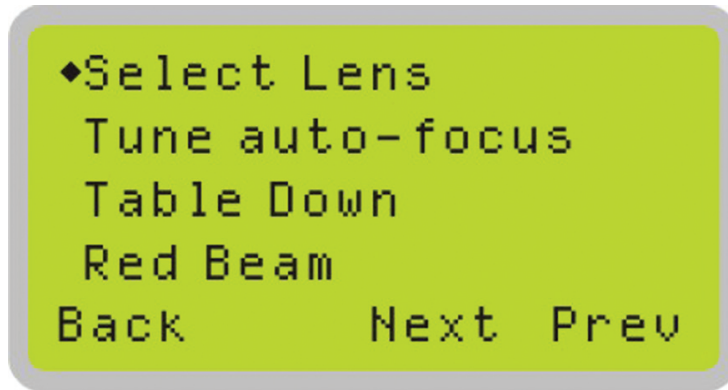 ◆Select Lens
Tune auto-focus
Table Down
Red Beam
Back Next Prev